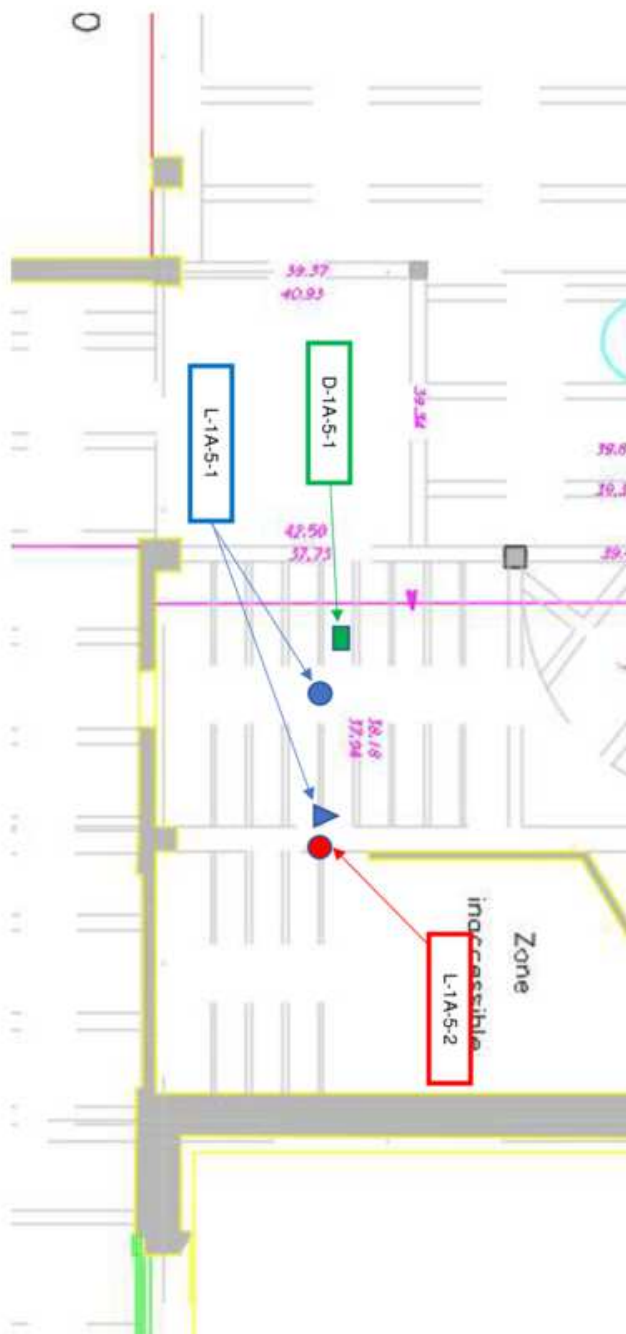 O
39.37
40.93
39.34
L-1A-5-1
D-1A-5-1
42.50
37.73
38.18
37.94
Zone
inaccessible
L-1A-5-2